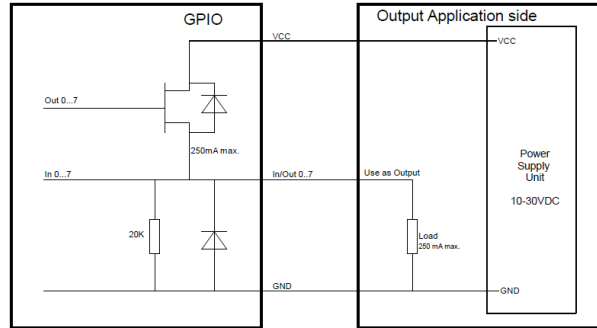 GPIO
Output Application side
VCC
VCC
Out 0...7
250mA max.
In 0...7
In/Out 0..7
Use as Output
Power
Supply
Unit
10-30VDC
20K
Load
250 mA max.
GND
GND